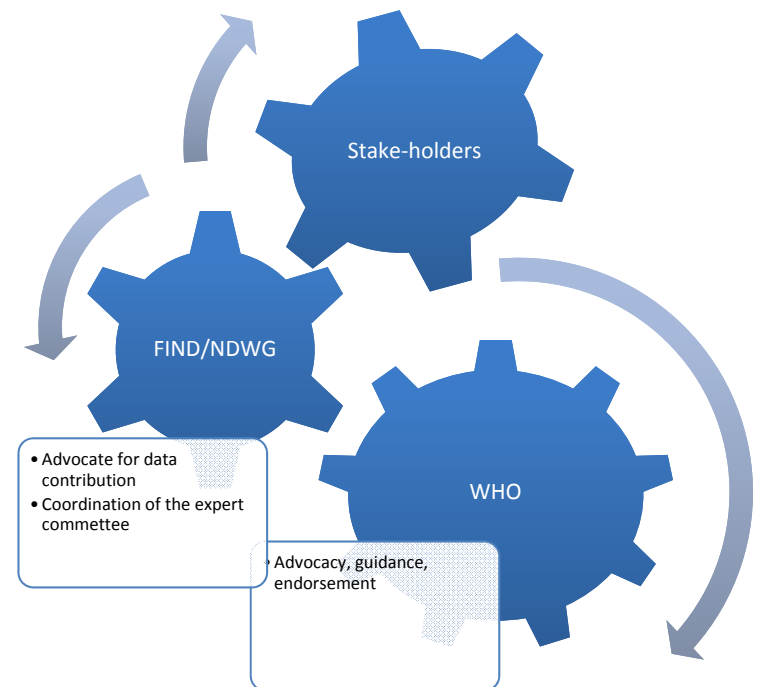 Stake-holders
FIND/NDWG
• Advocate for data
contribution
• Coordination of the expert
commettee
WHO
• Advocacy, guidance,
endorsement